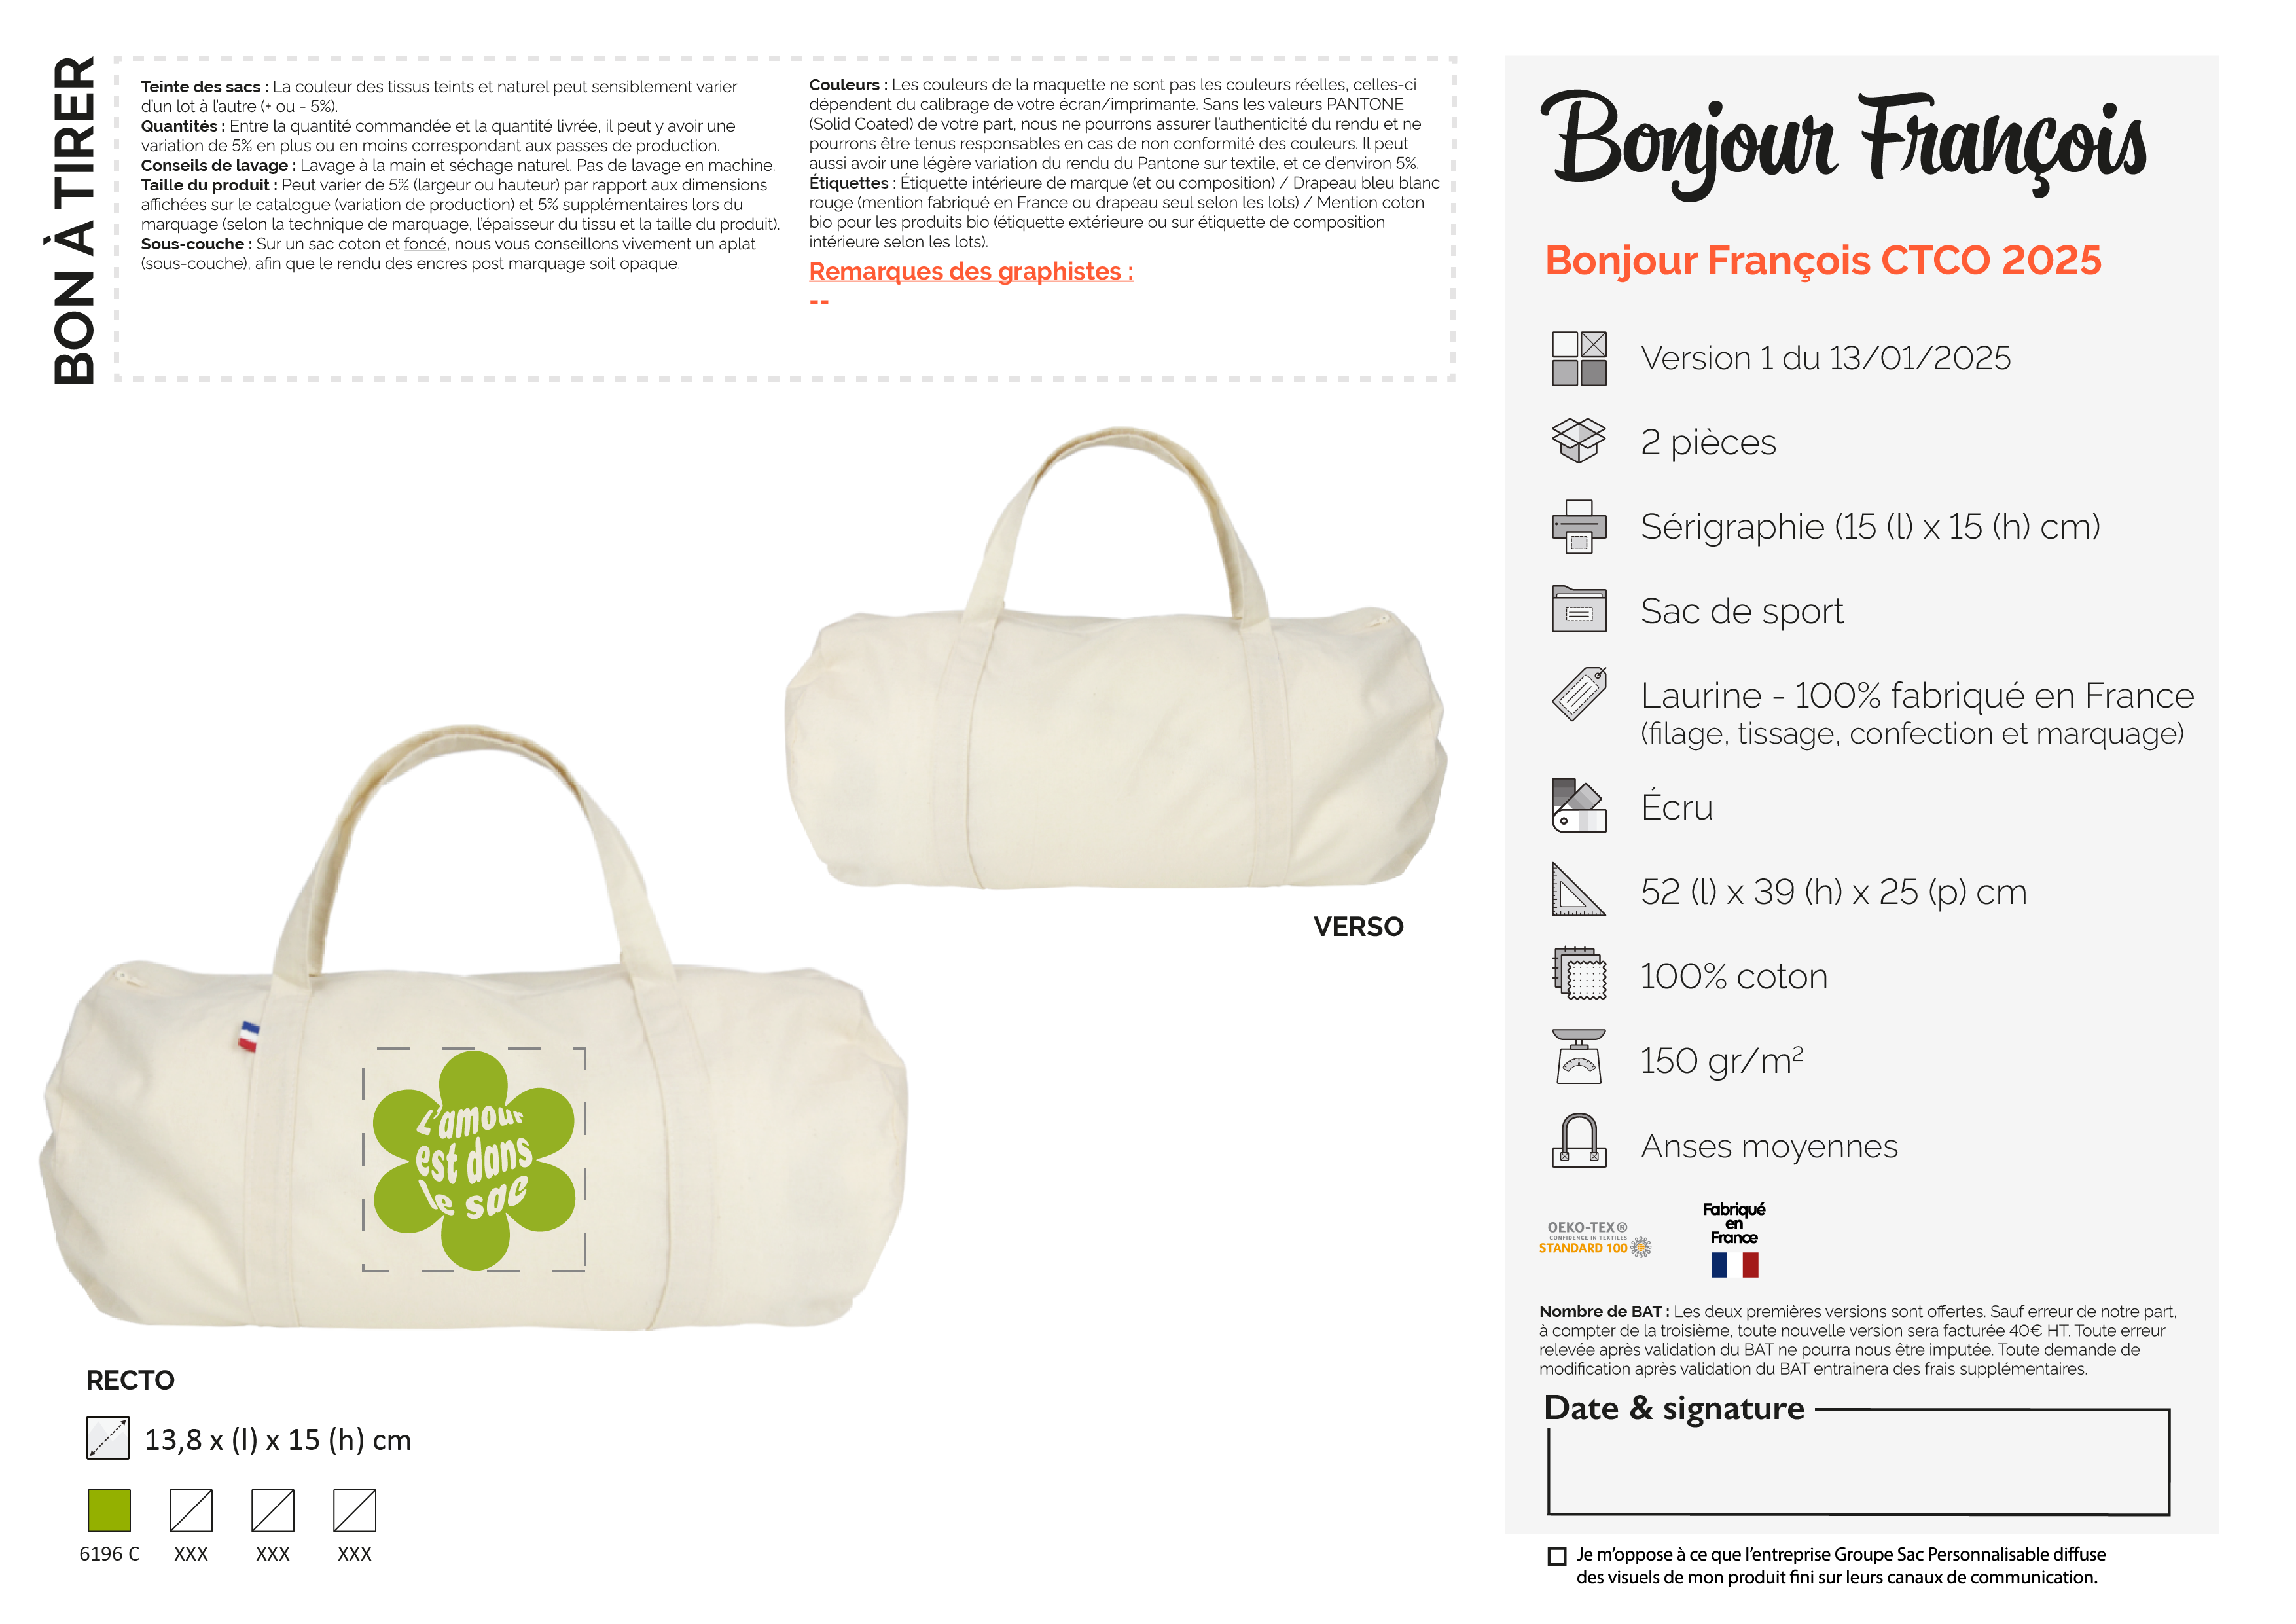 BON À TIRER
Teinte des sacs : La couleur des tissus teints et naturel peut sensiblement varier
d'un lot à l'autre (+ ou - 5%).
Quantités : Entre la quantité commandée et la quantité livrée, il peut y avoir une
variation de 5% en plus ou en moins correspondant aux passes de production.
Conseils de lavage : Lavage à la main et séchage naturel. Pas de lavage en machine.
Taille du produit : Peut varier de 5% (largeur ou hauteur) par rapport aux dimensions
affichées sur le catalogue (variation de production) et 5% supplémentaires lors du
marquage (selon la technique de marquage, l'épaisseur du tissu et la taille du produit).
Sous-couche : Sur un sac coton et foncé, nous vous conseillons vivement un aplat
(sous-couche), afin que le rendu des encres post marquage soit opaque.
Couleurs : Les couleurs de la maquette ne sont pas les couleurs réelles, celles-ci
dépendent du calibrage de votre écran/imprimante. Sans les valeurs PANTONE
(Solid Coated) de votre part, nous ne pourrons assurer l'authenticité du rendu et ne
pourrons être tenus responsables en cas de non conformité des couleurs. Il peut
aussi avoir une légère variation du rendu du Pantone sur textile, et ce d'environ 5%.
Étiquettes : Étiquette intérieure de marque (et ou composition) / Drapeau bleu blanc
rouge (mention fabriqué en France ou drapeau seul selon les lots) / Mention coton
bio pour les produits bio (étiquette extérieure ou sur étiquette de composition
intérieure selon les lots).
Remarques des graphistes :
--
VERSO
L'amour
est dans
le sac
RECTO
13,8 x (l) x 15 (h) cm
6196 C XXX XXX XXX
Bonjour François
Bonjour François CTCO 2025
Version 1 du 13/01/2025
2 pièces
Sérigraphie (15 (l) x 15 (h) cm)
Sac de sport
Laurine - 100% fabriqué en France
(filage, tissage, confection et marquage)
Écru
52 (l) x 39 (h) x 25 (p) cm
100% coton
150 gr/m²
Anses moyennes
OEKO-TEX®
CONFIDENCE IN TEXTILES
STANDARD 100
Fabriqué
en
France
Nombre de BAT : Les deux premières versions sont offertes. Sauf erreur de notre part,
à compter de la troisième, toute nouvelle version sera facturée 40€ HT. Toute erreur
relevée après validation du BAT ne pourra nous être imputée. Toute demande de
modification après validation du BAT entrainera des frais supplémentaires.
Date & signature
Je m'oppose à ce que l'entreprise Groupe Sac Personnalisable diffuse
des visuels de mon produit fini sur leurs canaux de communication.